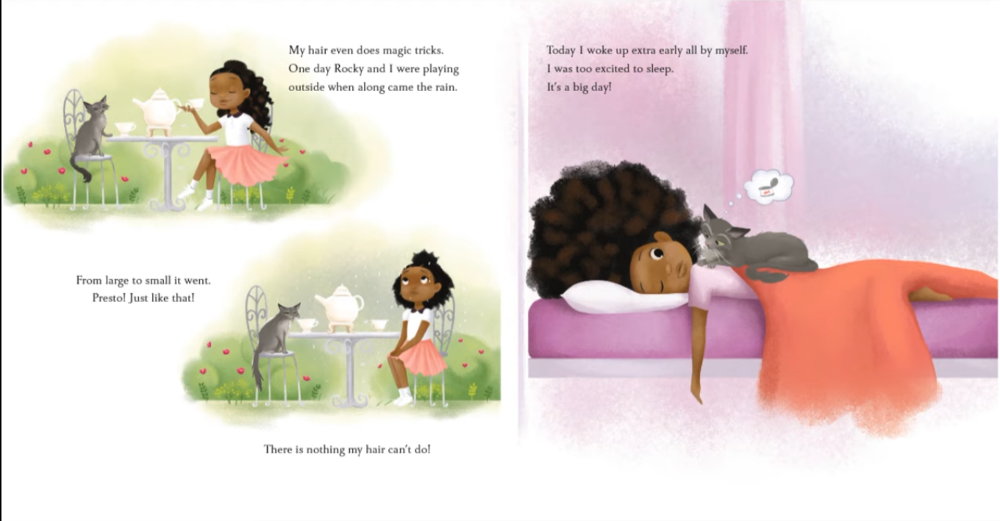 My hair even does magic tricks.
One day Rocky and I were playing
outside when along came the rain.
From large to small it went.
Presto! Just like that!
There is nothing my hair can't do!
Today I woke up extra early all by myself.
I was too excited to sleep.
It's a big day!